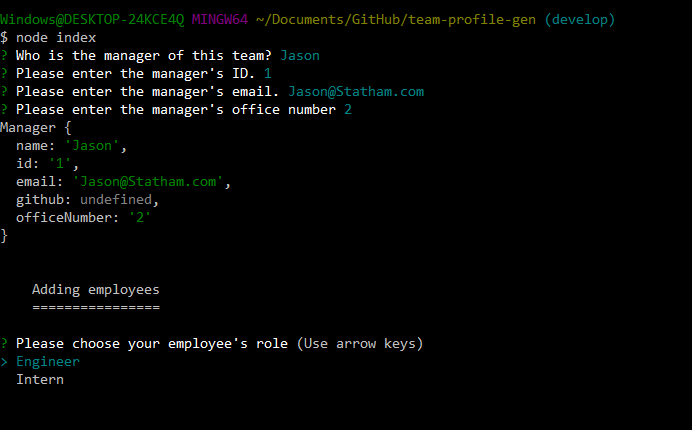 Windows@DESKTOP-24KCE4Q MINGW64 ~/Documents/GitHub/team-profile-gen (develop)
$ node index
? Who is the manager of this team? Jason
? Please enter the manager's ID. 1
? Please enter the manager's email. Jason@Statham.com
? Please enter the manager's office number 2
Manager {
  name: 'Jason',
  id: '1',
  email: 'Jason@Statham.com',
  github: undefined,
  officeNumber: '2'
}
    Adding employees
    ================
? Please choose your employee's role (Use arrow keys)
> Engineer
  Intern